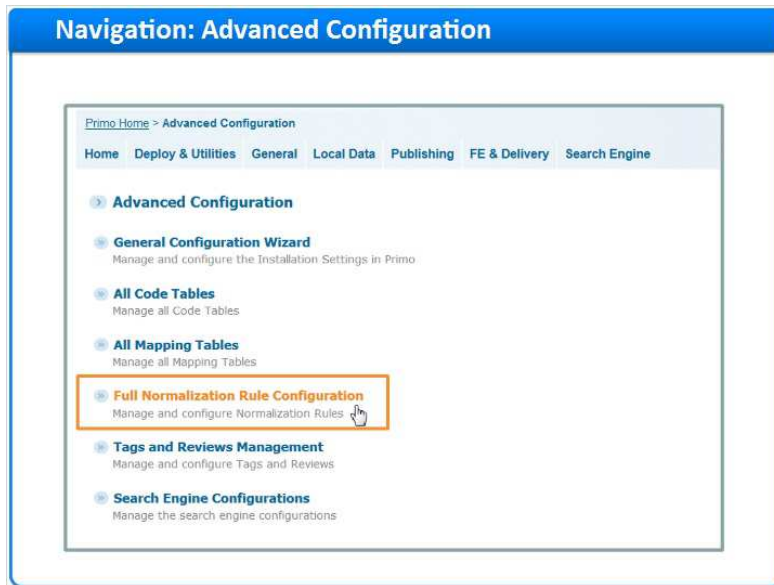 Navigation: Advanced Configuration
Primo Home > Advanced Configuration
Home Deploy & Utilities General Local Data Publishing FE & Delivery Search Engine
Advanced Configuration
General Configuration Wizard
Manage and configure the Installation Settings in Primo
All Code Tables
Manage all Code Tables
All Mapping Tables
Manage all Mapping Tables
Full Normalization Rule Configuration
Manage and configure Normalization Rules
Tags and Reviews Management
Manage and configure Tags and Reviews
Search Engine Configurations
Manage the search engine configurations